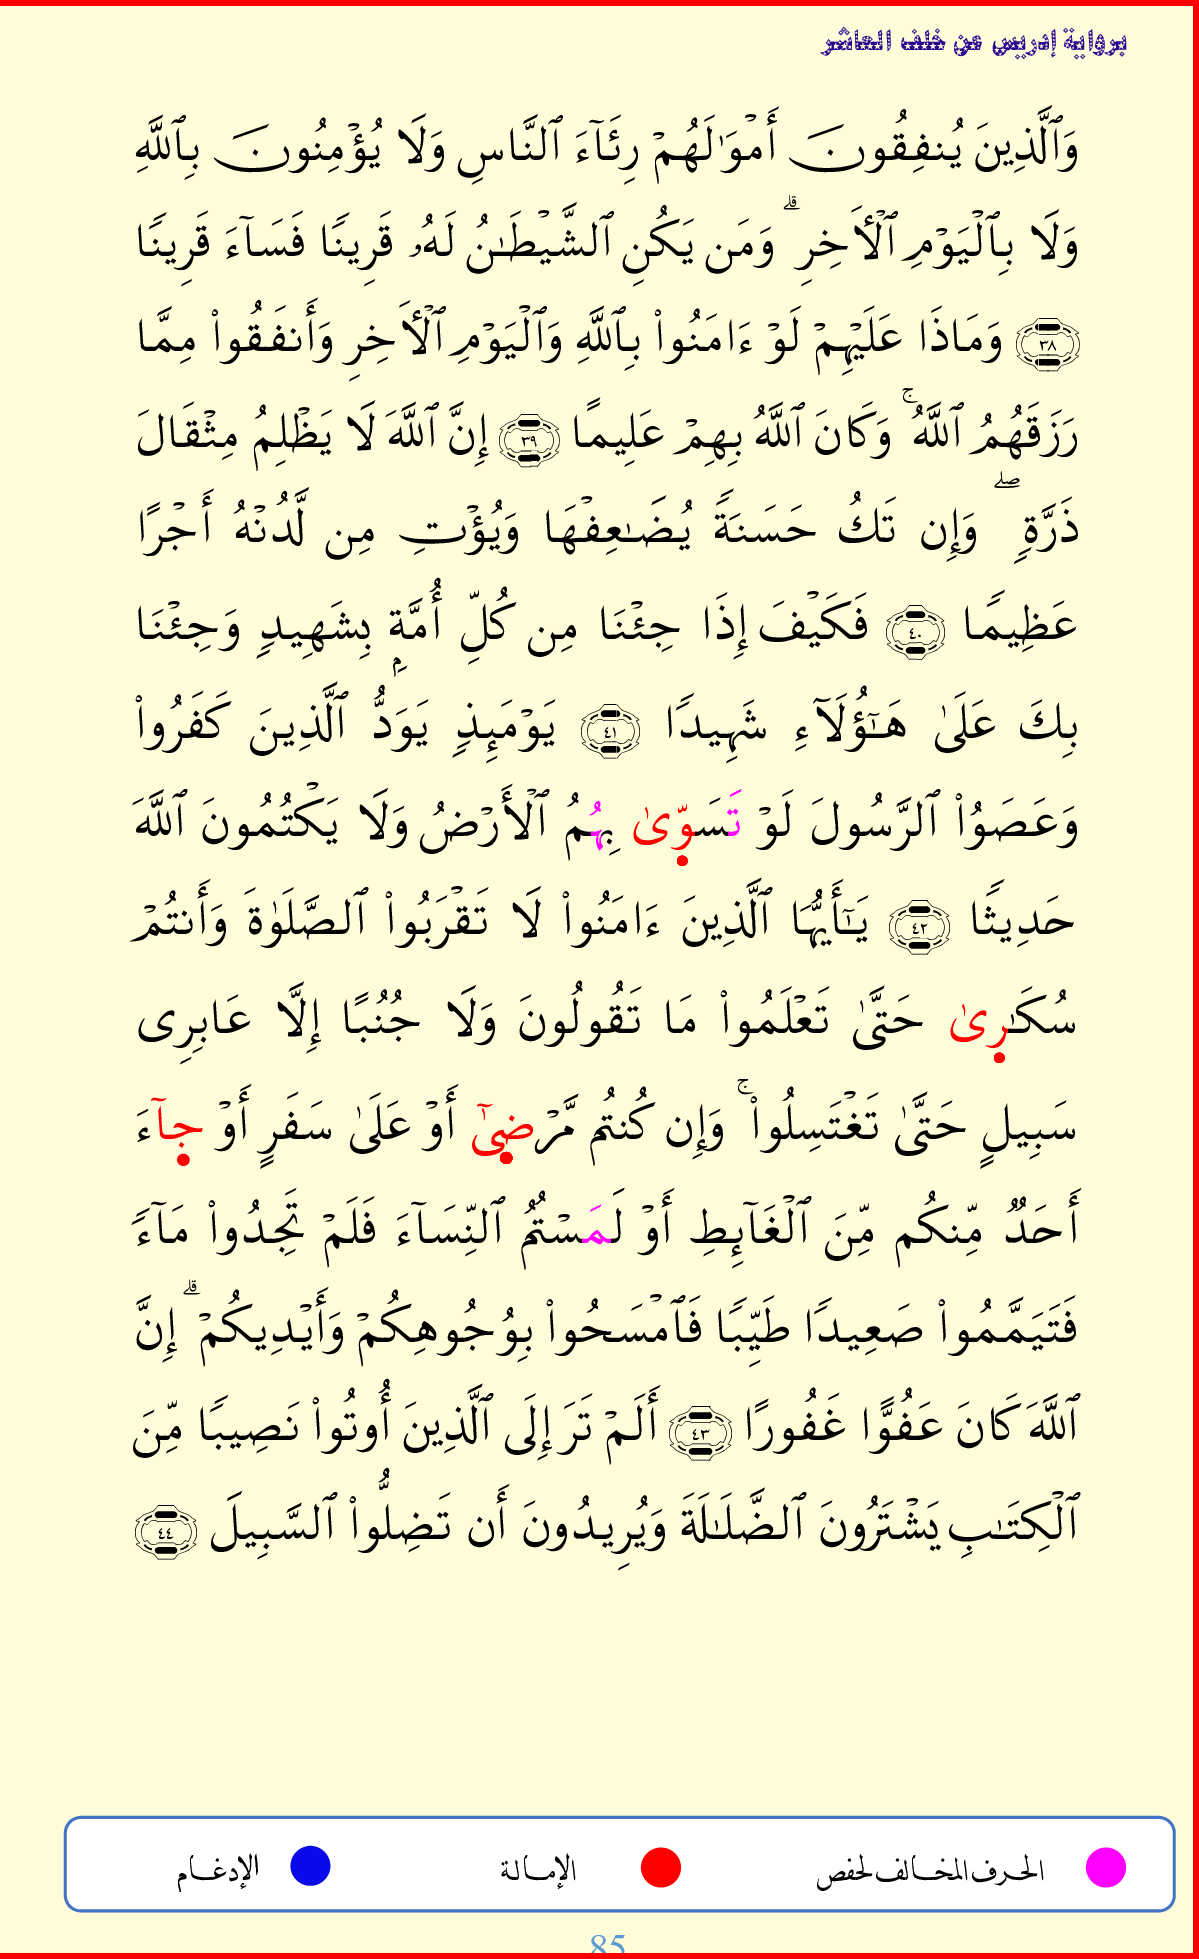 برواية إدريس عن خلف العاشر
وَٱلَّذِينَ يُنفِقُونَ أَمۡوَٰلَهُمۡ رِئَآءَ ٱلنَّاسِ وَلَا يُؤۡمِنُونَ بِٱللَّهِ
وَلَا بِٱلۡيَوۡمِ ٱلۡأٓخِرِۗ وَمَن يَكُنِ ٱلشَّيۡطَٰنُ لَهُۥ قَرِينٗا فَسَآءَ قَرِينٗا
٣٨ وَمَاذَا عَلَيۡهِمۡ لَوۡ ءَامَنُواْ بِٱللَّهِ وَٱلۡيَوۡمِ ٱلۡأٓخِرِ وَأَنفَقُواْ مِمَّا
رَزَقَهُمُ ٱللَّهُۚ وَكَانَ ٱللَّهُ بِهِمۡ عَلِيمًا ٣٩ إِنَّ ٱللَّهَ لَا يَظۡلِمُ مِثۡقَالَ
ذَرَّةٖۖ وَإِن تَكُ حَسَنَةٗ يُضَٰعِفۡهَا وَيُؤۡتِ مِن لَّدُنۡهُ أَجۡرًا
عَظِيمٗا ٤٠ فَكَيۡفَ إِذَا جِئۡنَا مِن كُلِّ أُمَّةِۭ بِشَهِيدٖ وَجِئۡنَا
بِكَ عَلَىٰ هَٰٓؤُلَآءِ شَهِيدٗا ٤١ يَوۡمَئِذٖ يَوَدُّ ٱلَّذِينَ كَفَرُواْ
وَعَصَوُاْ ٱلرَّسُولَ لَوۡ تَسَوّىٰ بِهُمُ ٱلۡأَرۡضُ وَلَا يَكۡتُمُونَ ٱللَّهَ
حَدِيثٗا ٤٢ يَٰٓأَيُّهَا ٱلَّذِينَ ءَامَنُواْ لَا تَقۡرَبُواْ ٱلصَّلَوٰةَ وَأَنتُمۡ
سُكَٰرىٰ حَتَّىٰ تَعۡلَمُواْ مَا تَقُولُونَ وَلَا جُنُبًا إِلَّا عَابِرِى
سَبِيلٍ حَتَّىٰ تَغۡتَسِلُواْۚ وَإِن كُنتُم مَّرۡضىٰٓ أَوۡ عَلَىٰ سَفَرٍ أَوۡ جآءَ
أَحَدٞ مِّنكُم مِّنَ ٱلۡغَآئِطِ أَوۡ لَمَسۡتُمُ ٱلنِّسَآءَ فَلَمۡ تَجِدُواْ مَآءٗ
فَتَيَمَّمُواْ صَعِيدٗا طَيِّبٗا فَٱمۡسَحُواْ بِوُجُوهِكُمۡ وَأَيۡدِيكُمۡۗ إِنَّ
ٱللَّهَ كَانَ عَفُوًّا غَفُورًا ٤٣ أَلَمۡ تَرَ إِلَى ٱلَّذِينَ أُوتُواْ نَصِيبٗا مِّنَ
ٱلۡكِتَٰبِ يَشۡتَرُونَ ٱلضَّلَٰلَةَ وَيُرِيدُونَ أَن تَضِلُّواْ ٱلسَّبِيلَ ٤٤
الحرف المخالف لحفص الإمالة الإدغام
85